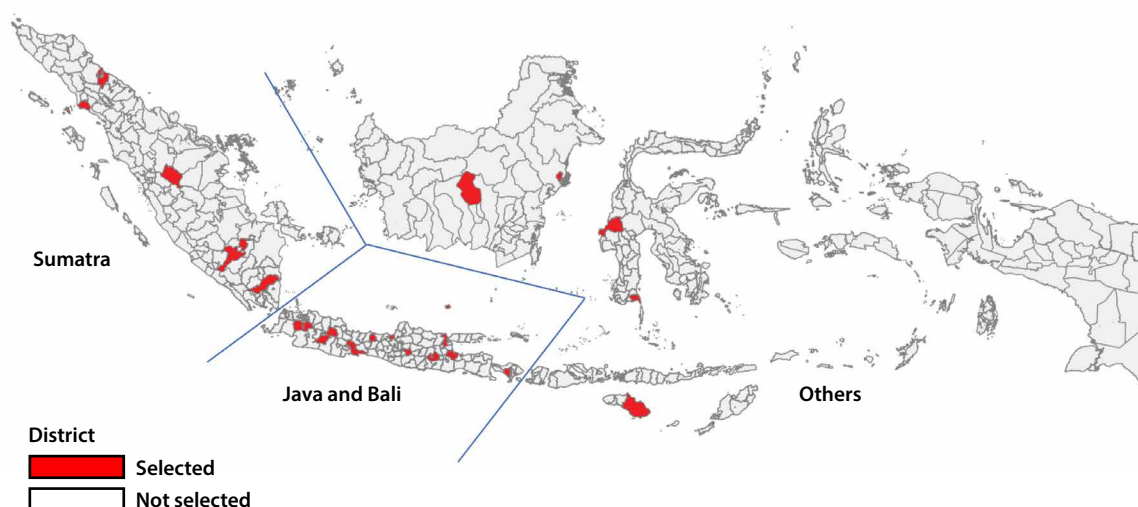 Sumatra
Java and Bali
Others
District
Selected
Not selected